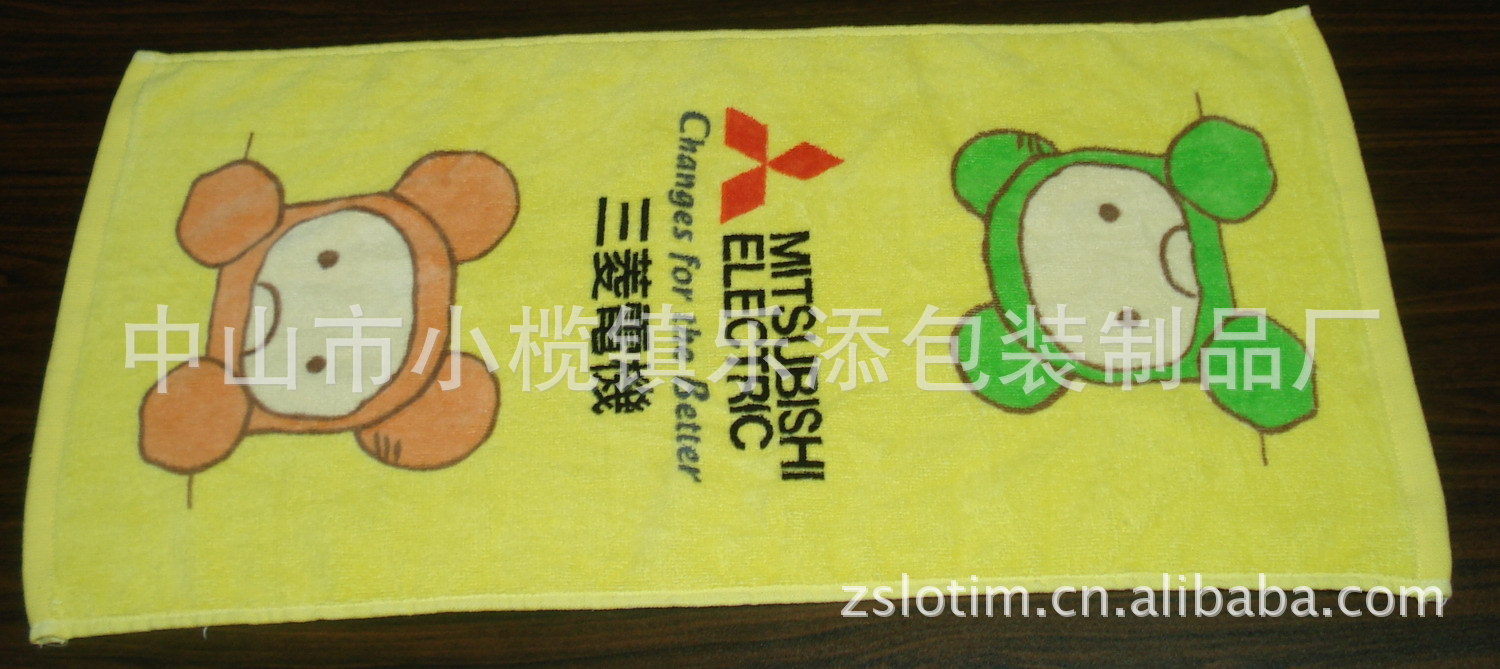 MITSUBISHI
ELECTRIC
Changes for the Better
三菱電機
中山市小榄镇乐添包装制品厂
zslotim.cn.alibaba.com